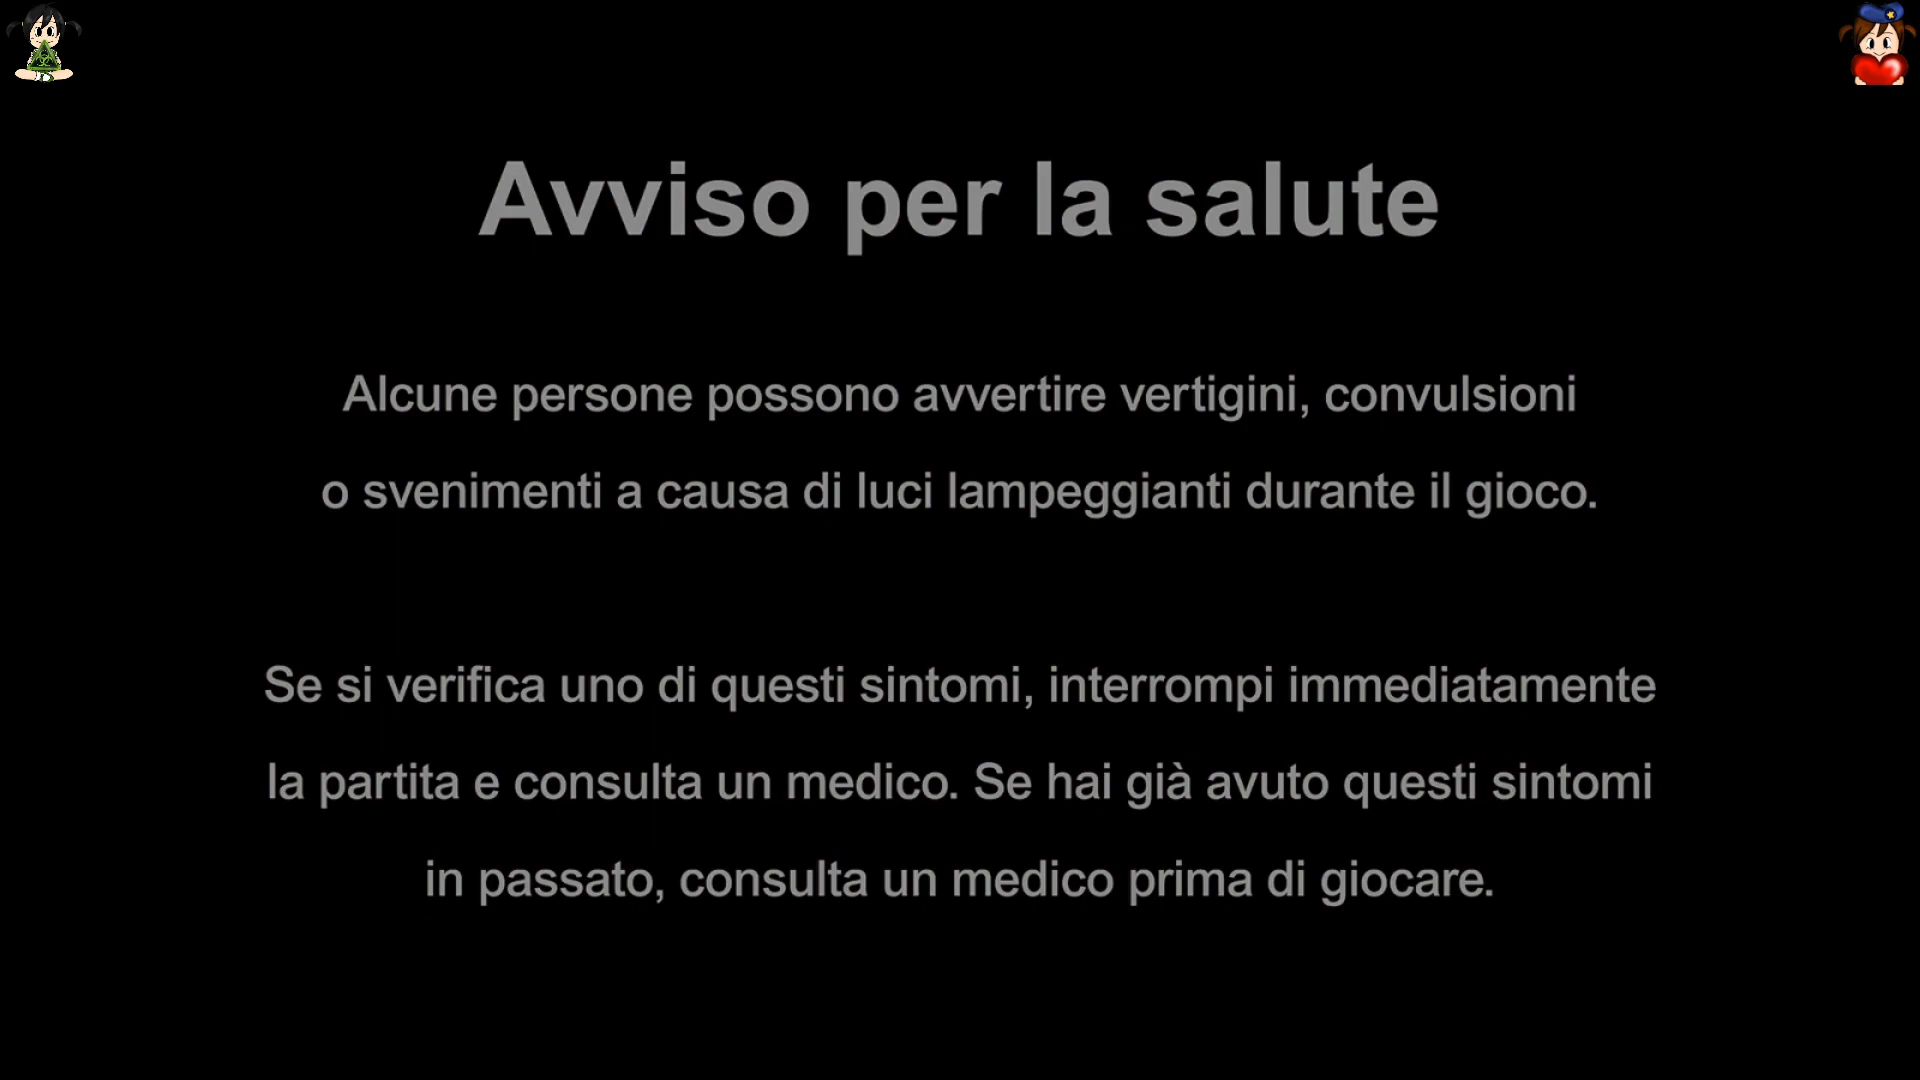 Avviso per la salute
Alcune persone possono avvertire vertigini, convulsioni
o svenimenti a causa di luci lampeggianti durante il gioco.
Se si verifica uno di questi sintomi, interrompi immediatamente
la partita e consulta un medico. Se hai già avuto questi sintomi
in passato, consulta un medico prima di giocare.